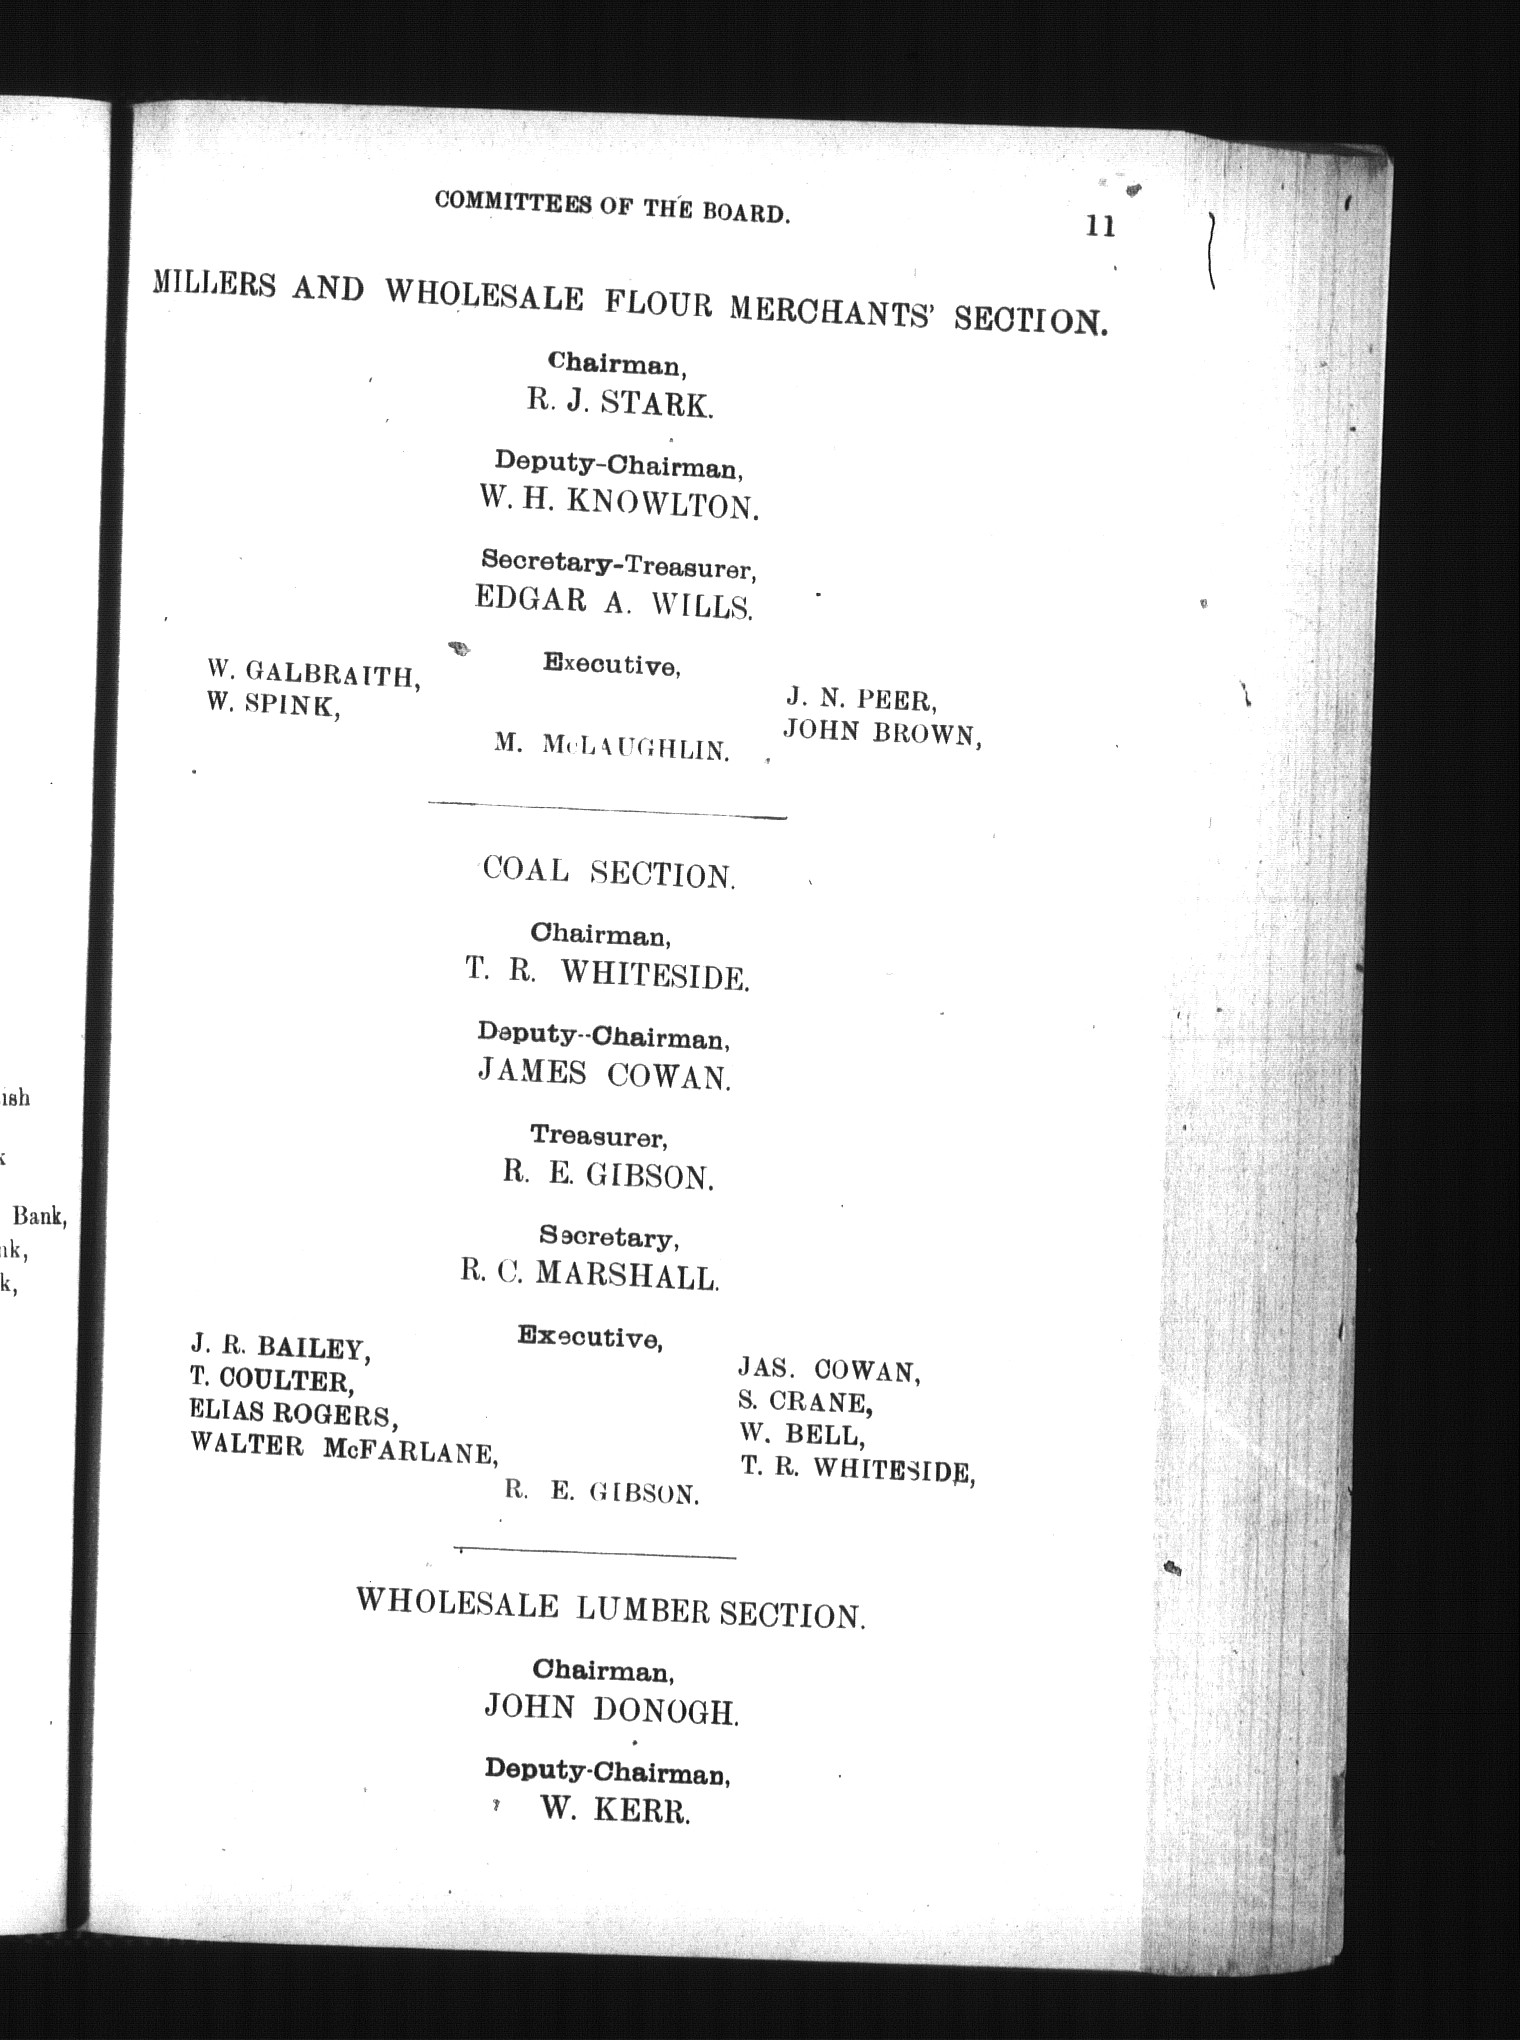 COMMITTEES OF THE BOARD. 11
MILLERS AND WHOLESALE FLOUR MERCHANTS' SECTION.
Chairman,
R. J. STARK.
Deputy-Chairman,
W. H. KNOWLTON.
Secretary-Treasurer,
EDGAR A. WILLS.
Executive,
W. GALBRAITH, J. N. PEER,
W. SPINK, JOHN BROWN,
M. McLAUGHLIN.
COAL SECTION.
Chairman,
T. R. WHITESIDE.
Deputy-Chairman,
JAMES COWAN.
Treasurer,
R. E. GIBSON.
Secretary,
R. C. MARSHALL.
Executive,
J. R. BAILEY, JAS. COWAN,
T. COULTER, S. CRANE,
ELIAS ROGERS, W. BELL,
WALTER McFARLANE, T. R. WHITESIDE,
R. E. GIBSON.
WHOLESALE LUMBER SECTION.
Chairman,
JOHN DONOGH.
Deputy-Chairman,
W. KERR.
Bank,